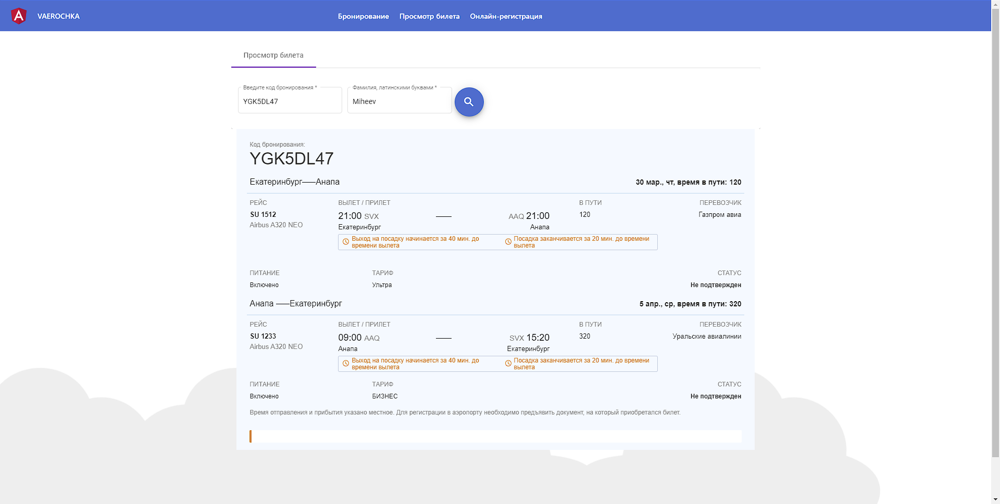 VAEROCHKA
Бронирование Просмотр билета Онлайн-регистрация
Просмотр билета
Введите код бронирования * Фамилия, латинскими буквами *
YGK5DL47 Miheev
Код бронирования:
YGK5DL47
Екатеринбург——Анапа 30 мар., чт, время в пути: 120
РЕЙС ВЫЛЕТ / ПРИЛЕТ В ПУТИ ПЕРЕВОЗЧИК
SU 1512 21:00 SVX —— AAQ 21:00 120 Газпром авиа
Airbus A320 NEO Екатеринбург Анапа
Выход на посадку начинается за 40 мин. до Посадка заканчивается за 20 мин. до времени
времени вылета вылета
ПИТАНИЕ ТАРИФ СТАТУС
Включено Ультра Не подтвержден
Анапа ——Екатеринбург 5 апр., ср, время в пути: 320
РЕЙС ВЫЛЕТ / ПРИЛЕТ В ПУТИ ПЕРЕВОЗЧИК
SU 1233 09:00 AAQ —— SVX 15:20 320 Уральские авиалинии
Airbus A320 NEO Анапа Екатеринбург
Выход на посадку начинается за 40 мин. до Посадка заканчивается за 20 мин. до времени
времени вылета вылета
ПИТАНИЕ ТАРИФ СТАТУС
Включено БИЗНЕС Не подтвержден
Время отправления и прибытия указано местное. Для регистрации в аэропорту необходимо предъявить документ, на который приобретался билет.